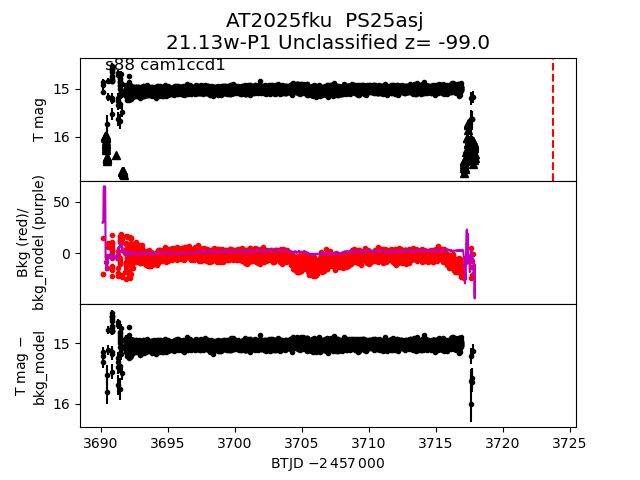 AT2025fku  PS25asj
21.13w-P1 Unclassified z= -99.0
s88 cam1ccd1
15
16
T mag
50
0
Bkg (red)/
bkg_model (purple)
15
16
T mag −
bkg_model
3690 3695 3700 3705 3710 3715 3720 3725
BTJD −2 457 000